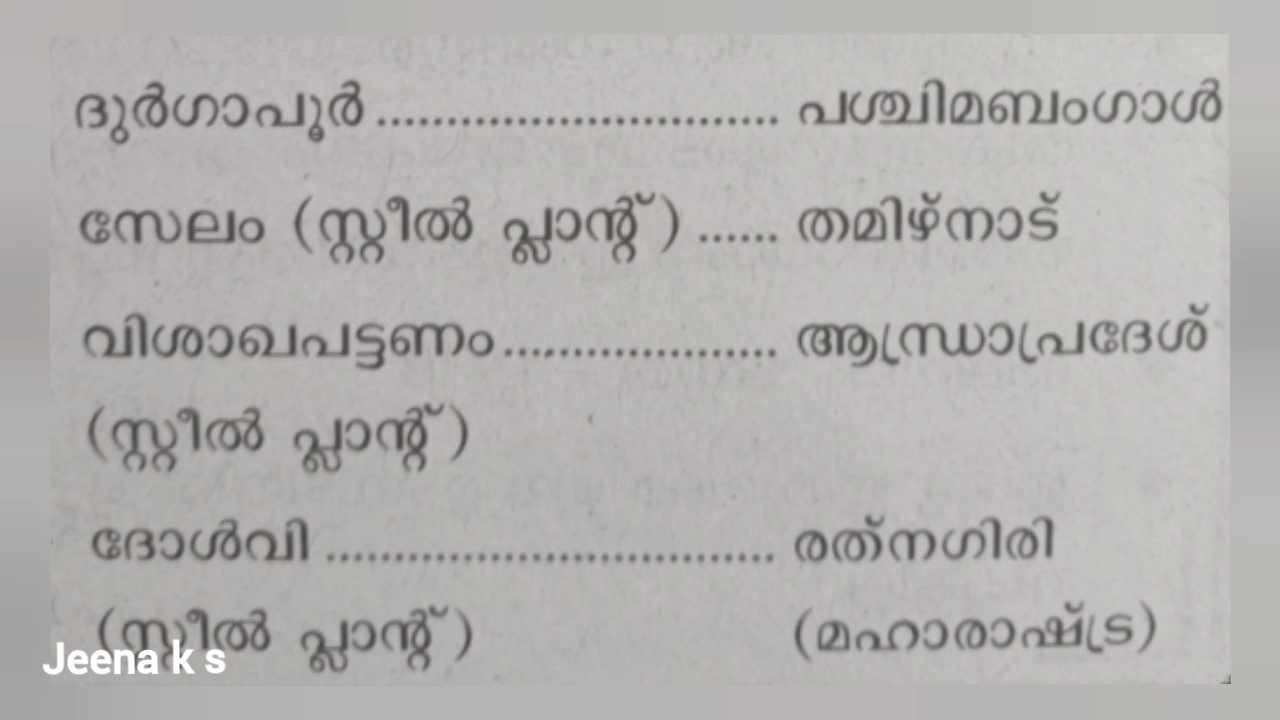 ദുർഗാപൂർ ............................. പശ്ചിമബംഗാൾ
സേലം (സ്റ്റീൽ പ്ലാന്റ്) ...... തമിഴ്നാട്
വിശാഖപട്ടണം .................... ആന്ധ്രാപ്രദേശ്
(സ്റ്റീൽ പ്ലാന്റ്)
ദോൾവി ................................. രത്നഗിരി
(സ്റ്റീൽ പ്ലാന്റ്) (മഹാരാഷ്ട്ര)
Jeena k s